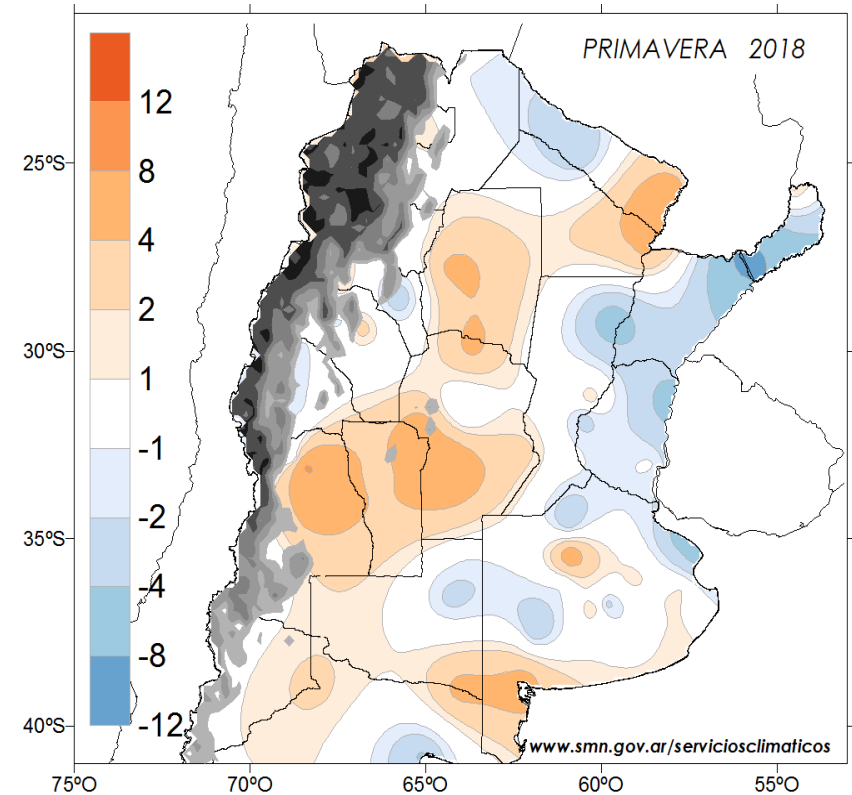 PRIMAVERA 2018
12
8
4
2
1
-1
-2
-4
-8
-12
25ºS
30ºS
35ºS
40ºS
75ºO
70ºO
65ºO
60ºO
55ºO
www.smn.gov.ar/serviciosclimaticos